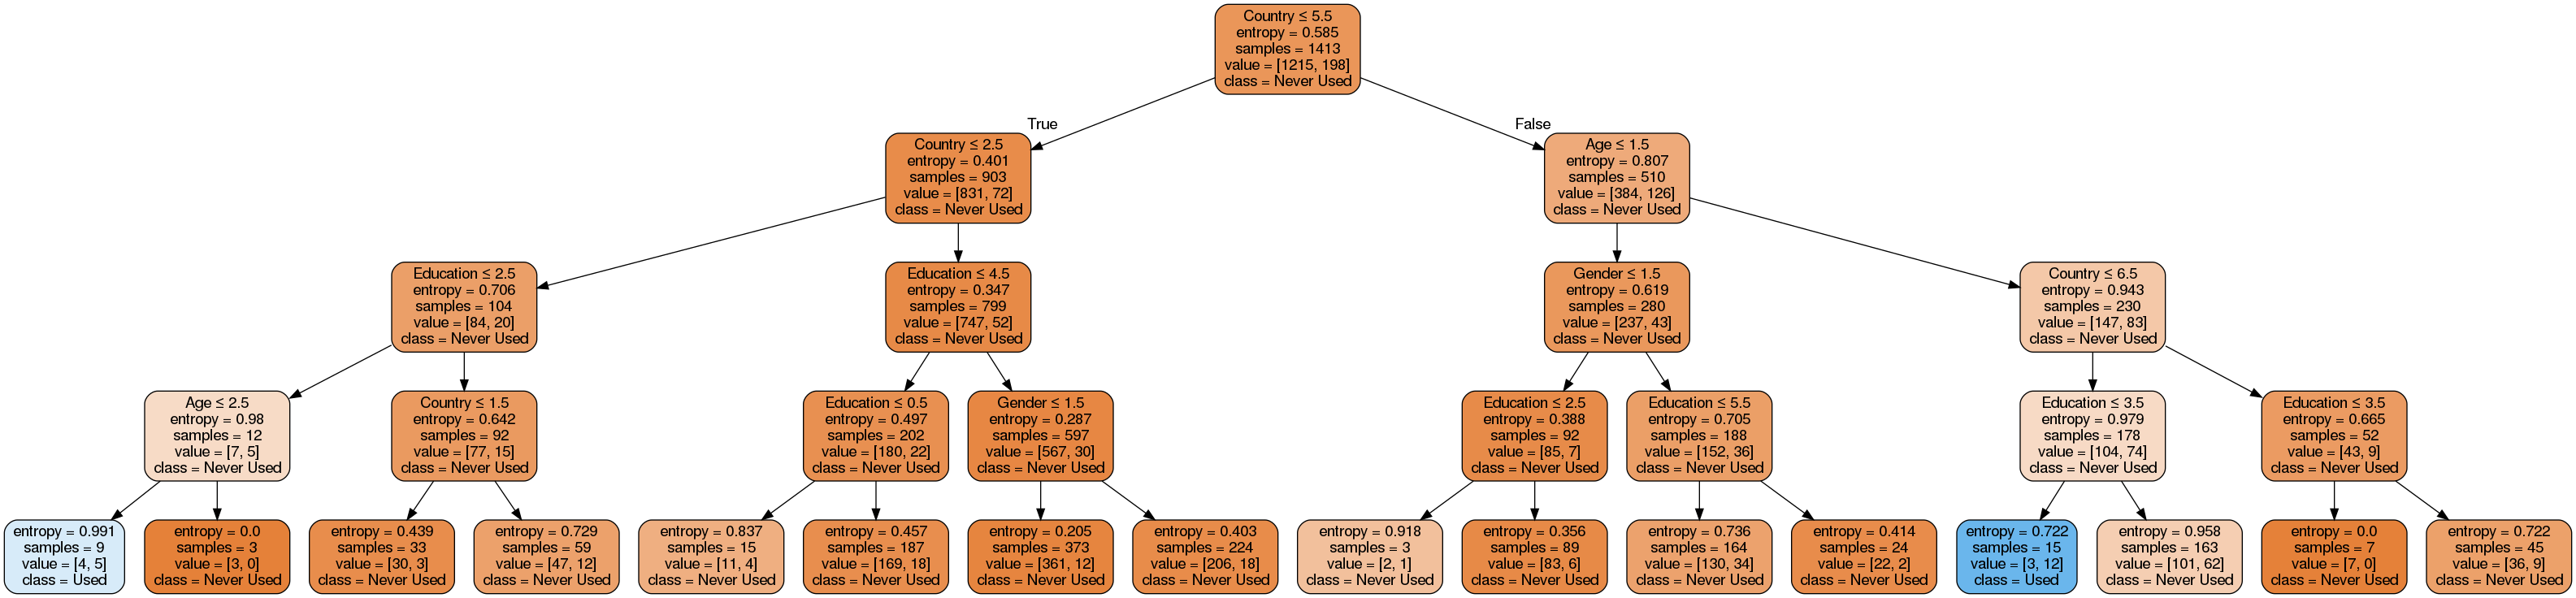 Country ≤ 5.5
entropy = 0.585
samples = 1413
value = [1215, 198]
class = Never Used
True
False
Country ≤ 2.5
entropy = 0.401
samples = 903
value = [831, 72]
class = Never Used
Age ≤ 1.5
entropy = 0.807
samples = 510
value = [384, 126]
class = Never Used
Education ≤ 2.5
entropy = 0.706
samples = 104
value = [84, 20]
class = Never Used
Education ≤ 4.5
entropy = 0.347
samples = 799
value = [747, 52]
class = Never Used
Gender ≤ 1.5
entropy = 0.619
samples = 280
value = [237, 43]
class = Never Used
Country ≤ 6.5
entropy = 0.943
samples = 230
value = [147, 83]
class = Never Used
Age ≤ 2.5
entropy = 0.98
samples = 12
value = [7, 5]
class = Never Used
Country ≤ 1.5
entropy = 0.642
samples = 92
value = [77, 15]
class = Never Used
Education ≤ 0.5
entropy = 0.497
samples = 202
value = [180, 22]
class = Never Used
Gender ≤ 1.5
entropy = 0.287
samples = 597
value = [567, 30]
class = Never Used
Education ≤ 2.5
entropy = 0.388
samples = 92
value = [85, 7]
class = Never Used
Education ≤ 5.5
entropy = 0.705
samples = 188
value = [152, 36]
class = Never Used
Education ≤ 3.5
entropy = 0.979
samples = 178
value = [104, 74]
class = Never Used
Education ≤ 3.5
entropy = 0.665
samples = 52
value = [43, 9]
class = Never Used
entropy = 0.991
samples = 9
value = [4, 5]
class = Used
entropy = 0.0
samples = 3
value = [3, 0]
class = Never Used
entropy = 0.439
samples = 33
value = [30, 3]
class = Never Used
entropy = 0.729
samples = 59
value = [47, 12]
class = Never Used
entropy = 0.837
samples = 15
value = [11, 4]
class = Never Used
entropy = 0.457
samples = 187
value = [169, 18]
class = Never Used
entropy = 0.205
samples = 373
value = [361, 12]
class = Never Used
entropy = 0.403
samples = 224
value = [206, 18]
class = Never Used
entropy = 0.918
samples = 3
value = [2, 1]
class = Never Used
entropy = 0.356
samples = 89
value = [83, 6]
class = Never Used
entropy = 0.736
samples = 164
value = [130, 34]
class = Never Used
entropy = 0.414
samples = 24
value = [22, 2]
class = Never Used
entropy = 0.722
samples = 15
value = [3, 12]
class = Used
entropy = 0.958
samples = 163
value = [101, 62]
class = Never Used
entropy = 0.0
samples = 7
value = [7, 0]
class = Never Used
entropy = 0.722
samples = 45
value = [36, 9]
class = Never Used